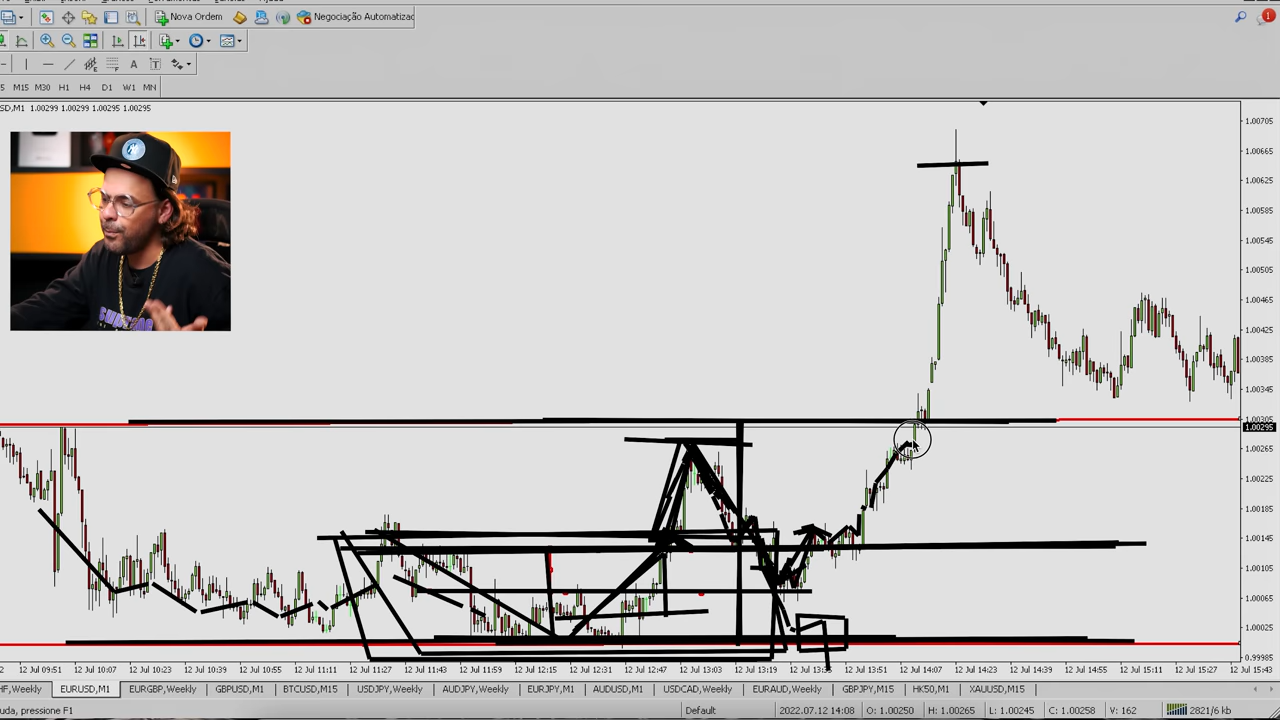 Nova Ordem
Negociação Automatiza
1
A
T
M15 M30 H1 H4 D1 W1 MN
SD,M1 1.00299 1.00299 1.00295 1.00295
1.00705
1.00665
1.00625
1.00585
1.00545
1.00505
1.00465
1.00425
1.00385
1.00345
1.00305
1.00295
1.00265
1.00225
1.00185
1.00145
1.00105
1.00065
1.00025
0.99985
12 Jul 09:51 12 Jul 10:07 12 Jul 10:23 12 Jul 10:39 12 Jul 10:55 12 Jul 11:11 12 Jul 11:27 12 Jul 11:43 12 Jul 11:59 12 Jul 12:15 12 Jul 12:31 12 Jul 12:47 12 Jul 13:03 12 Jul 13:19 12 Jul 13:35 12 Jul 13:51 12 Jul 14:07 12 Jul 14:23 12 Jul 14:39 12 Jul 14:55 12 Jul 15:11 12 Jul 15:27 12 Jul 15:43
HF,Weekly EURUSD,M1 EURGBP,Weekly GBPUSD,M1 BTCUSD,M15 USDJPY,Weekly AUDJPY,Weekly EURJPY,M1 AUDUSD,M1 USDCAD,Weekly EURAUD,Weekly GBPJPY,M15 HK50,M1 XAUUSD,M15
uda, pressione F1 Default 2022.07.12 14:08 O: 1.00250 H: 1.00265 L: 1.00245 C: 1.00258 V: 162 2821/6 kb